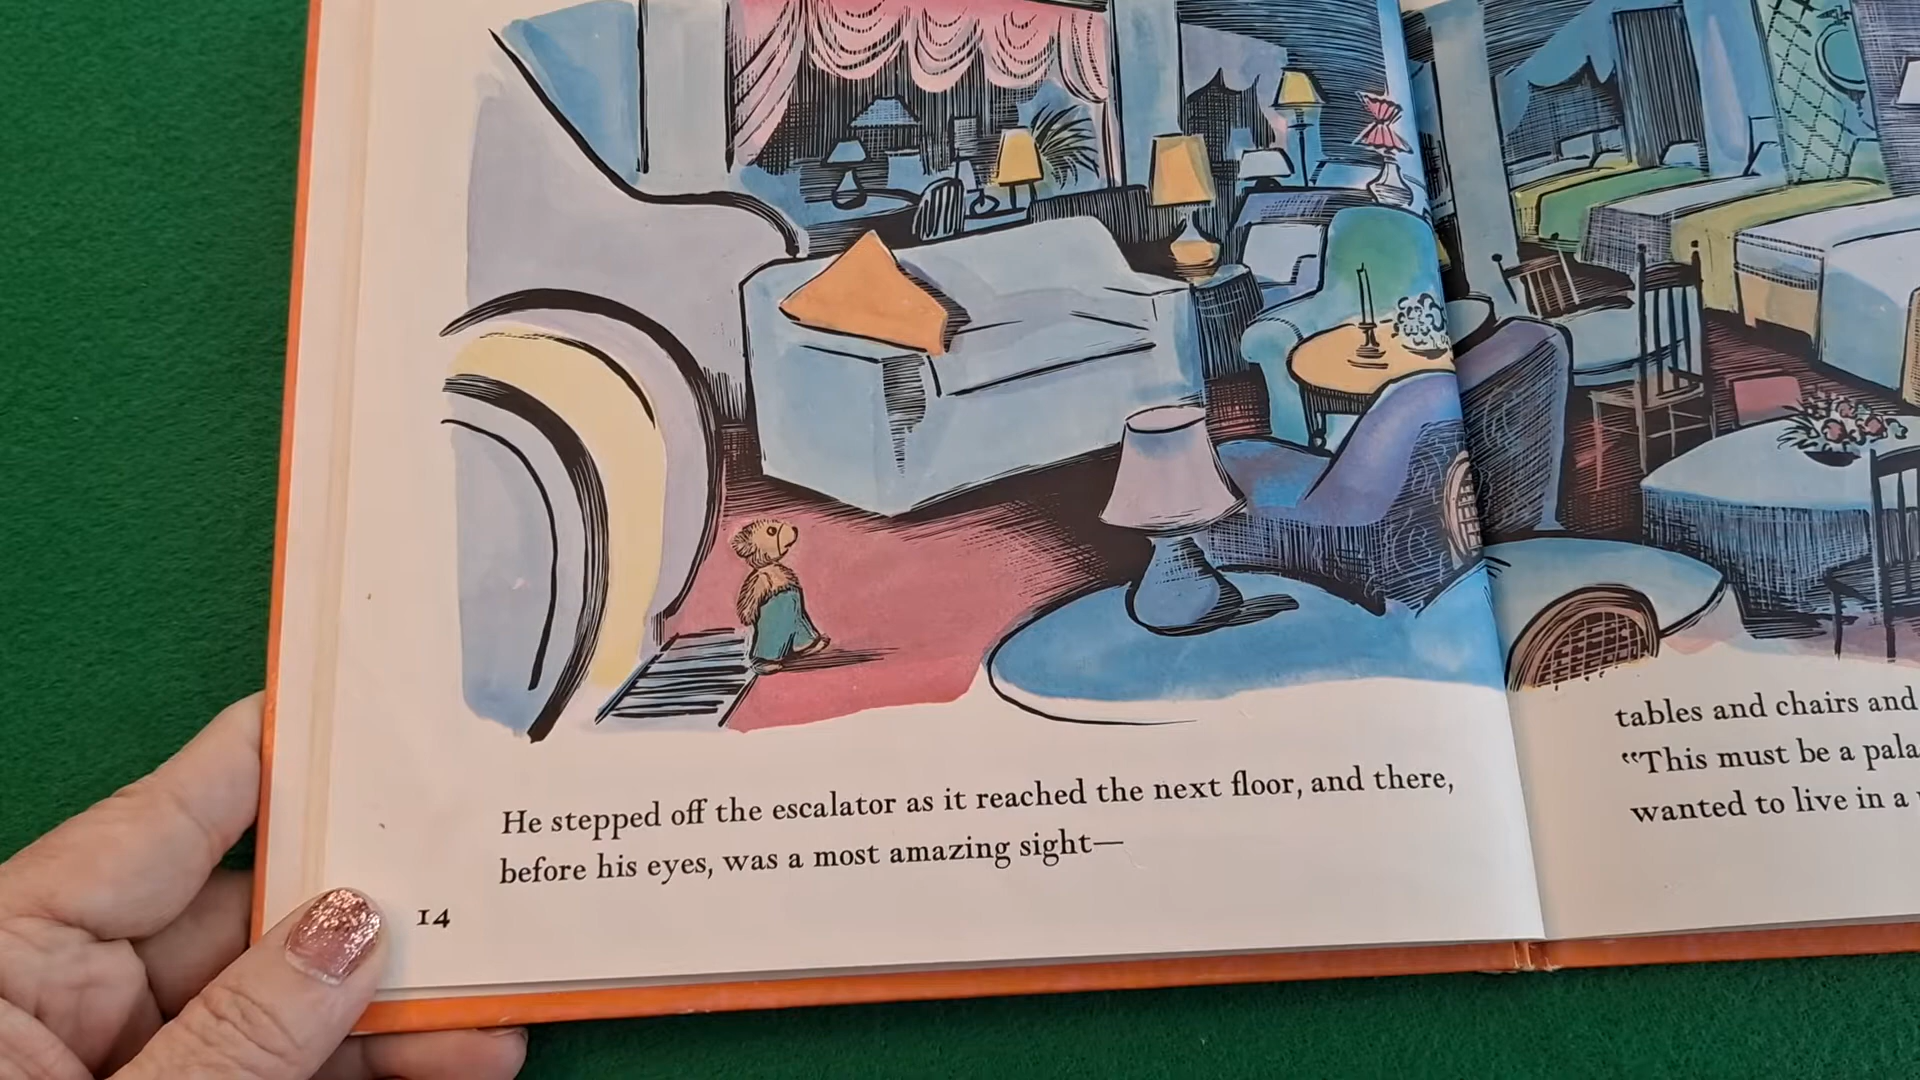 He stepped off the escalator as it reached the next floor, and there,
before his eyes, was a most amazing sight—
14
tables and chairs and
“This must be a
wanted to live in a